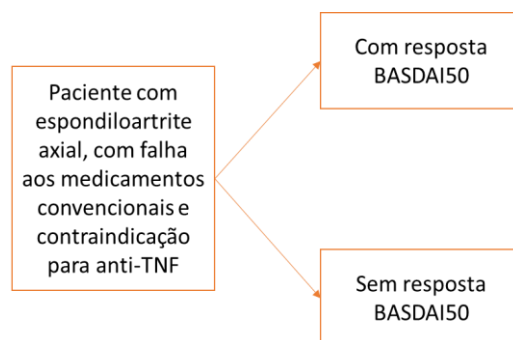 Paciente com
espondiloartrite
axial, com falha
aos medicamentos
convencionais e
contraindicação
para anti-TNF
Com resposta
BASDAI50
Sem resposta
BASDAI50